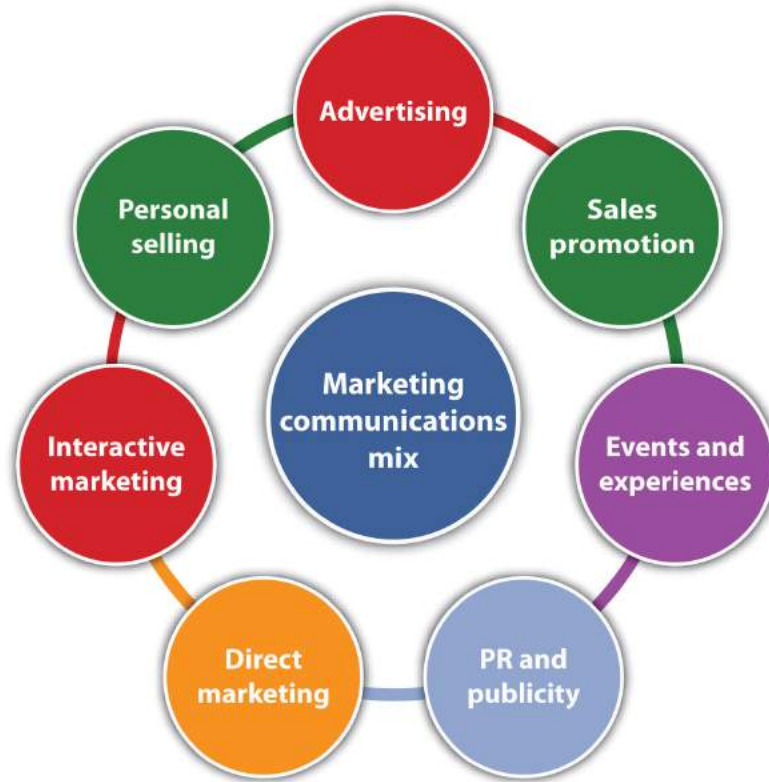 Advertising
Sales
promotion
Events and
experiences
PR and
publicity
Direct
marketing
Interactive
marketing
Personal
selling
Marketing
communications
mix